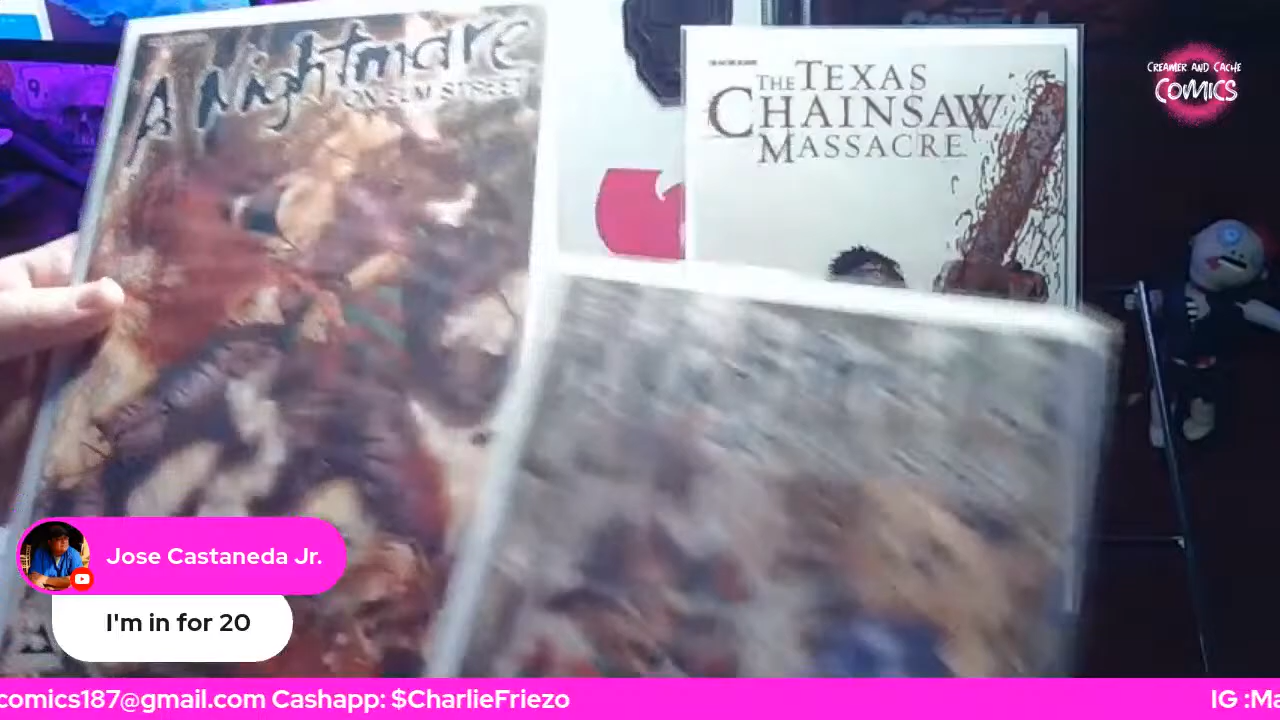 A Nightmare
ON ELM STREET
THE TEXAS
CHAINSAW
MASSACRE
CREAMER AND CACHE
COMICS
9.
Jose Castaneda Jr.
I'm in for 20
comics187@gmail.com Cashapp: $CharlieFriezo
IG :Ma